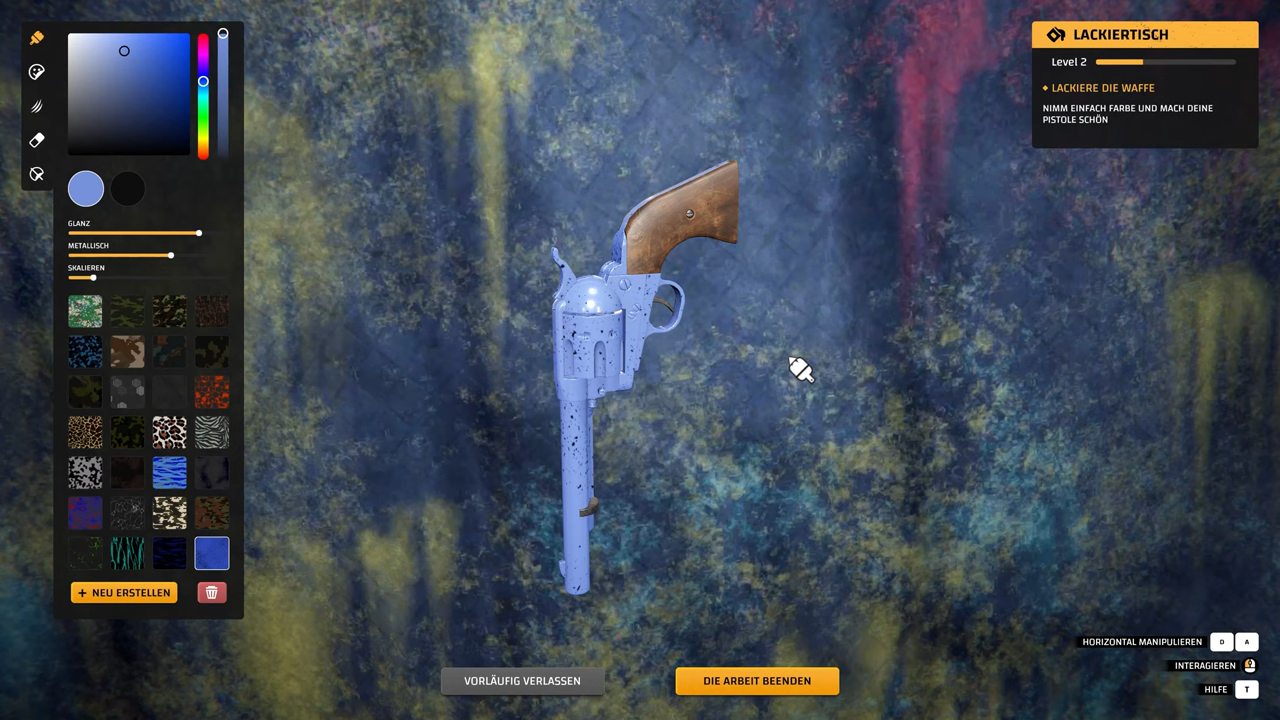 GLANZ
METALLISCH
SKALIEREN
+ NEU ERSTELLEN
LACKIERTISCH
Level 2
LACKIERE DIE WAFFE
NIMM EINFACH FARBE UND MACH DEINE
PISTOLE SCHÖN
VORLÄUFIG VERLASSEN
DIE ARBEIT BEENDEN
HORIZONTAL MANIPULIEREN D A
INTERAGIEREN
HILFE T